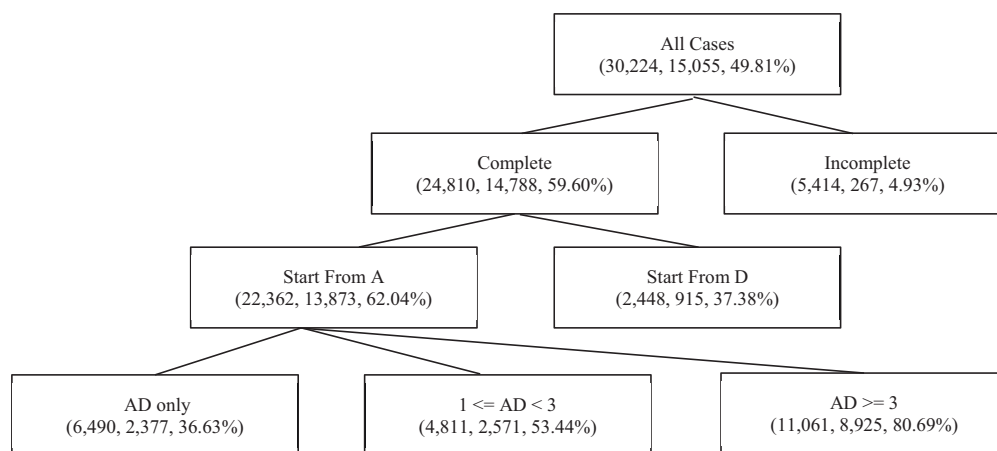 All Cases
(30,224, 15,055, 49.81%)
Complete
(24,810, 14,788, 59.60%)
Incomplete
(5,414, 267, 4.93%)
Start From A
(22,362, 13,873, 62.04%)
Start From D
(2,448, 915, 37.38%)
AD only
(6,490, 2,377, 36.63%)
1 <= AD < 3
(4,811, 2,571, 53.44%)
AD >= 3
(11,061, 8,925, 80.69%)